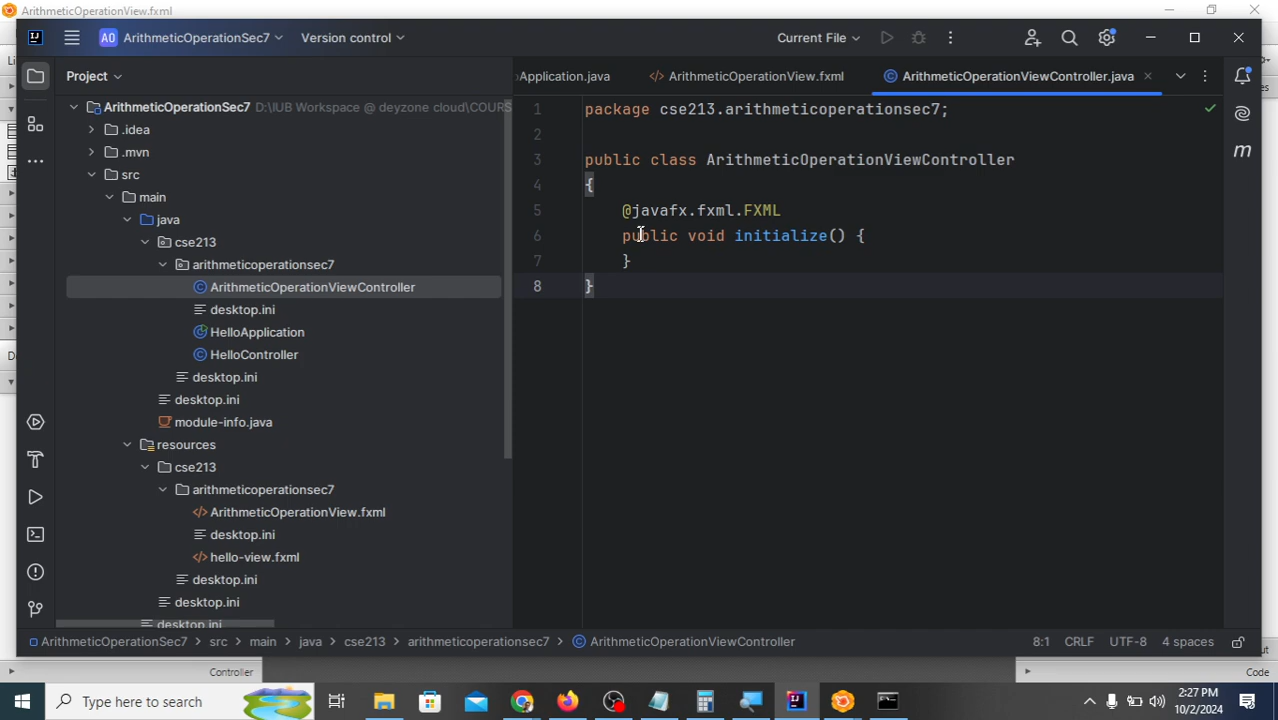 ArithmeticOperationView.fxml
AO ArithmeticOperationSec7 Version control Current File
Project
Application.java ArithmeticOperationView.fxml ArithmeticOperationViewController.java
ArithmeticOperationSec7 D:\IUB Workspace @ deyzone cloud\COURS
.idea
.mvn
src
main
java
cse213
arithmeticoperationsec7
ArithmeticOperationViewController
desktop.ini
HelloApplication
HelloController
desktop.ini
desktop.ini
module-info.java
resources
cse213
arithmeticoperationsec7
ArithmeticOperationView.fxml
desktop.ini
hello-view.fxml
desktop.ini
desktop.ini
desktop.ini
1 package cse213.arithmeticoperationsec7;
2
3 public class ArithmeticOperationViewController
4 {
5 @javafx.fxml.FXML
6 public void initialize() {
7 }
8 }
ArithmeticOperationSec7 > src > main > java > cse213 > arithmeticoperationsec7 > ArithmeticOperationViewController 8:1 CRLF UTF-8 4 spaces
Controller Code
Type here to search
2:27 PM
10/2/2024